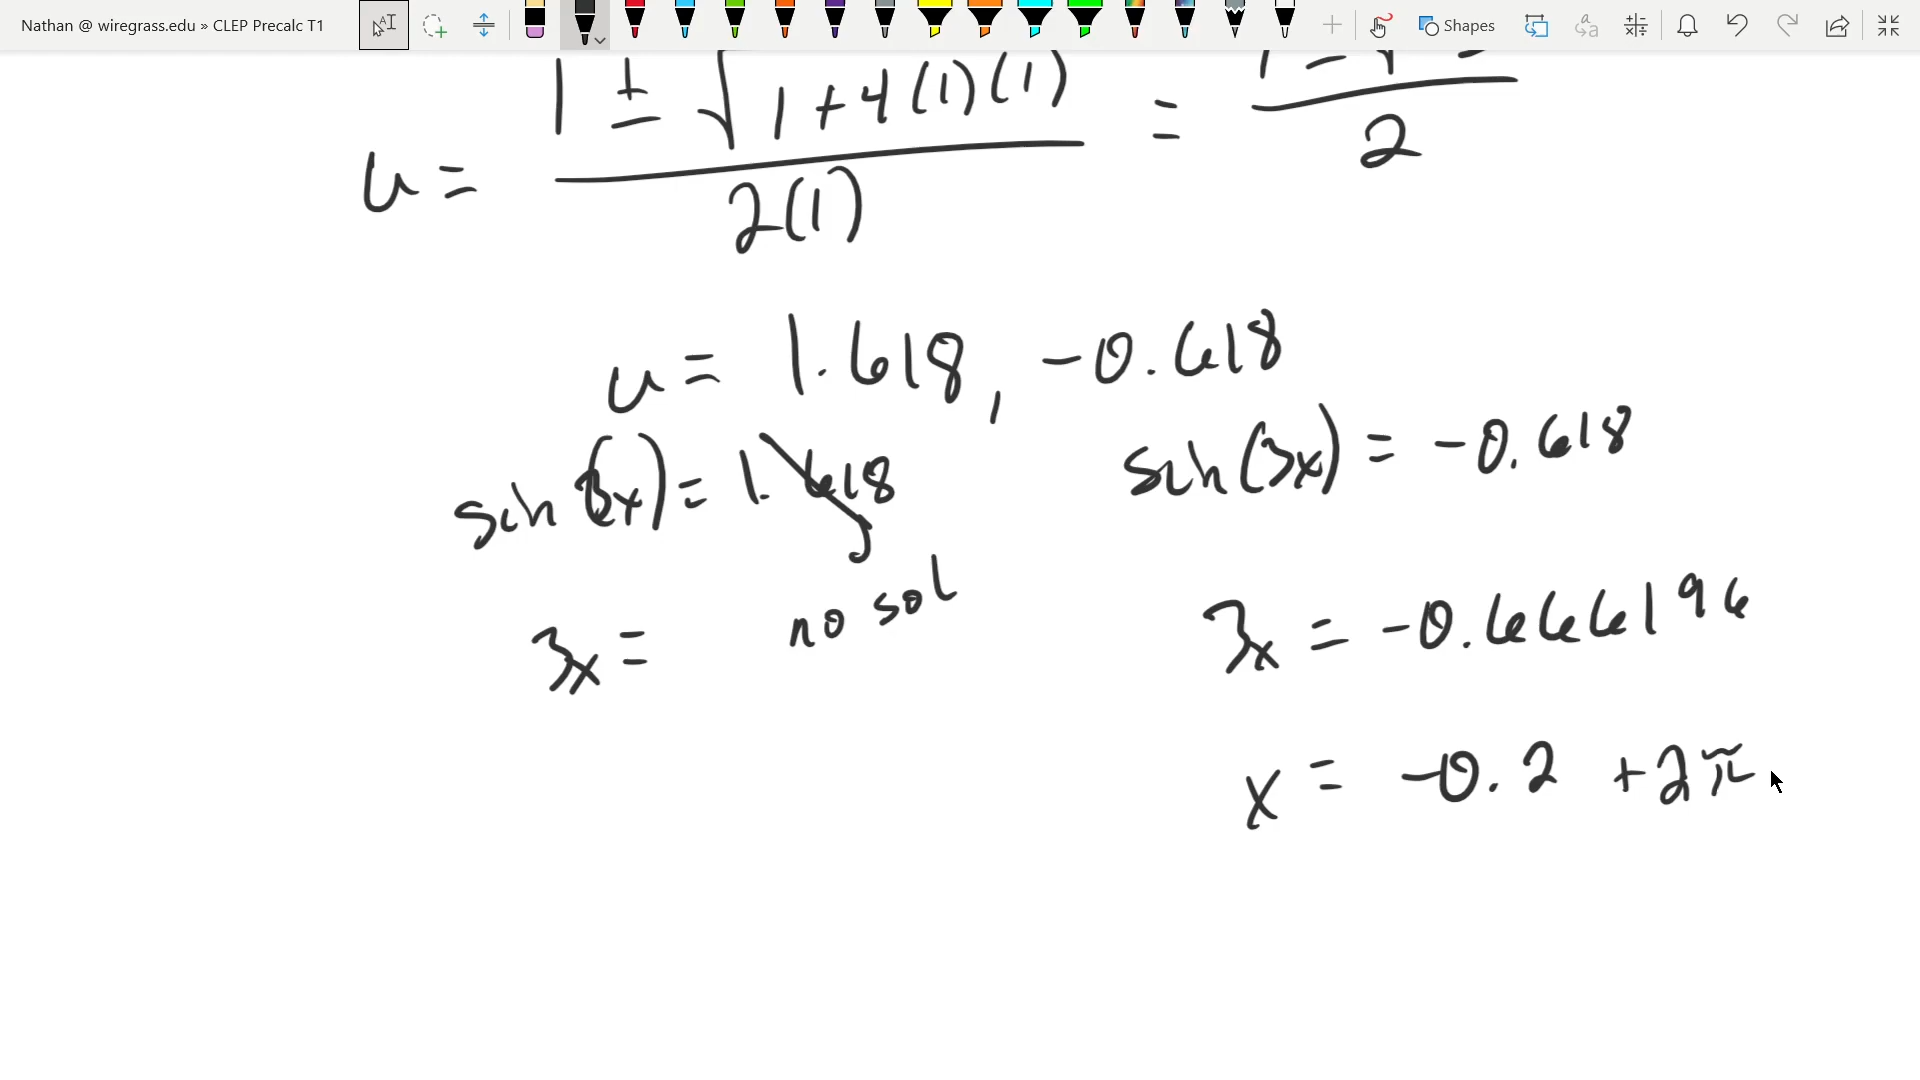 Nathan @ wiregrass.edu » CLEP Precalc T1
Shapes
u = 1 ± √1+4(1)(1) / 2(1) = / 2
u = 1.618, -0.618
sin(3x) = 1.618
sin(3x) = -0.618
3x = no sol
3x = -0.666196
x = -0.2 +2π